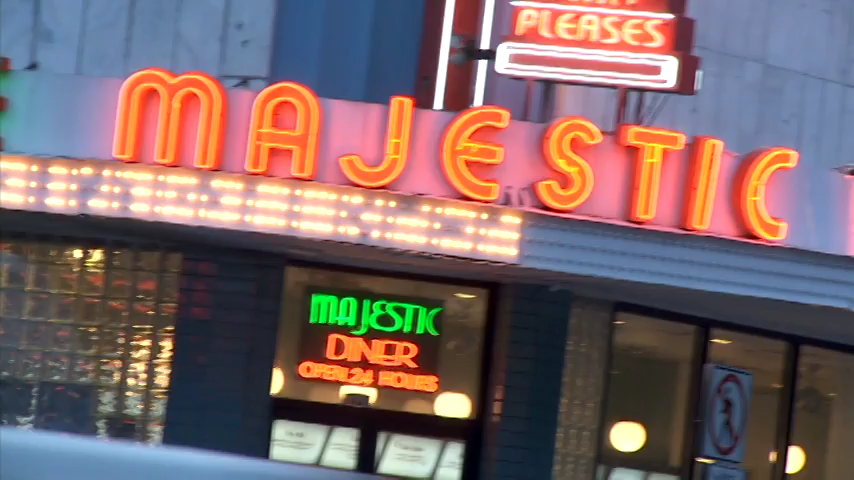 PLEASES
MAJESTIC
MAJESTIC
DINER
OPEN 24 HOURS